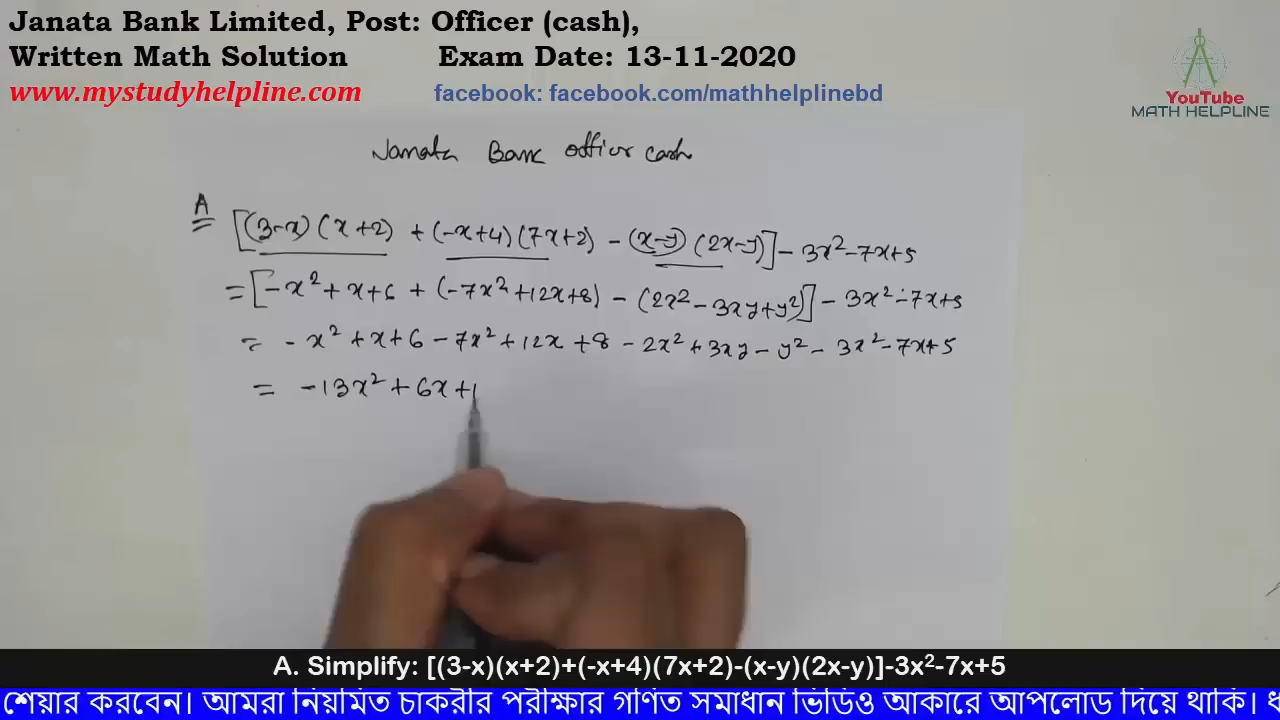 Janata Bank Limited, Post: Officer (cash),
Written Math Solution Exam Date: 13-11-2020
www.mystudyhelpline.com facebook: facebook.com/mathhelplinebd
YouTube
MATH HELPLINE
Janata Bank officer cash
A [(3-x)(x+2) + (-x+4)(7x+2) - (x-y)(2x-y)] - 3x²-7x+5
= [-x²+x+6 + (-7x²+12x+8) - (2x²-3xy+y²)] - 3x²-7x+5
= -x²+x+6-7x²+12x+8-2x²+3xy-y²-3x²-7x+5
= -13x²+6x+1
A. Simplify: [(3-x)(x+2)+(-x+4)(7x+2)-(x-y)(2x-y)]-3x²-7x+5
শেয়ার করবেন। আমরা নিয়মিত চাকরীর পরীক্ষার গণিত সমাধান ভিডিও আকারে আপলোড দিয়ে থাকি।